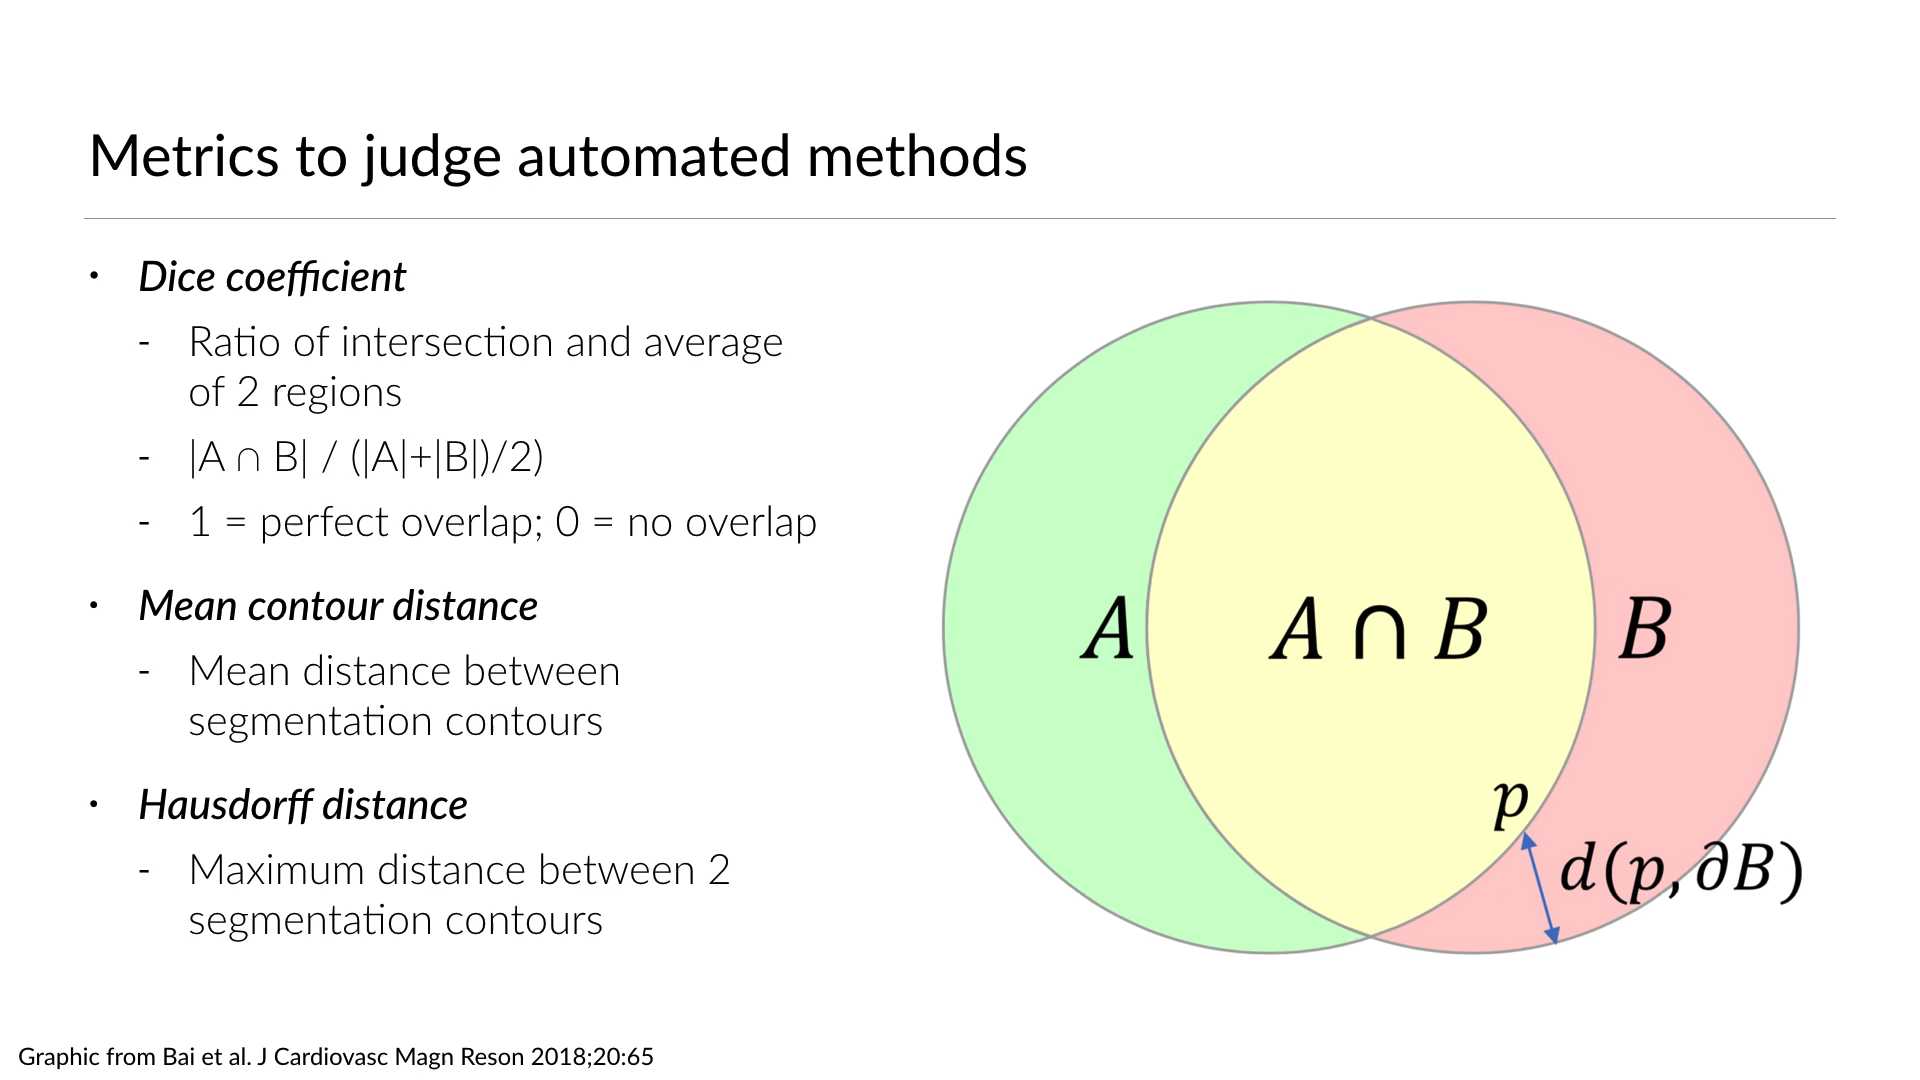 Metrics to judge automated methods
• Dice coefficient
- Ratio of intersection and average
of 2 regions
- |A ∩ B| / (|A|+|B|)/2)
- 1 = perfect overlap; 0 = no overlap
• Mean contour distance
- Mean distance between
segmentation contours
• Hausdorff distance
- Maximum distance between 2
segmentation contours
A
A ∩ B
B
p
d(p, ∂B)
Graphic from Bai et al. J Cardiovasc Magn Reson 2018;20:65